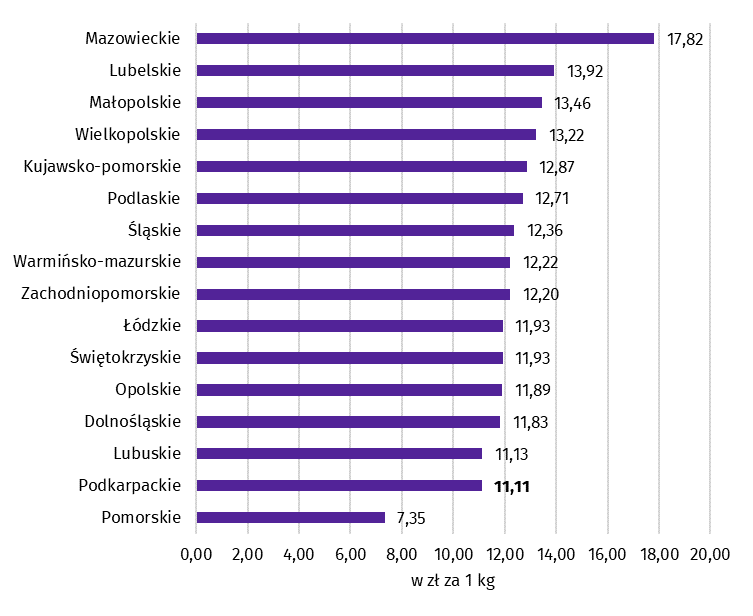 Mazowieckie 17,82
Lubelskie 13,92
Małopolskie 13,46
Wielkopolskie 13,22
Kujawsko-pomorskie 12,87
Podlaskie 12,71
Śląskie 12,36
Warmińsko-mazurskie 12,22
Zachodniopomorskie 12,20
Łódzkie 11,93
Świętokrzyskie 11,93
Opolskie 11,89
Dolnośląskie 11,83
Lubuskie 11,13
Podkarpackie 11,11
Pomorskie 7,35
0,00 2,00 4,00 6,00 8,00 10,00 12,00 14,00 16,00 18,00 20,00
w zł za 1 kg